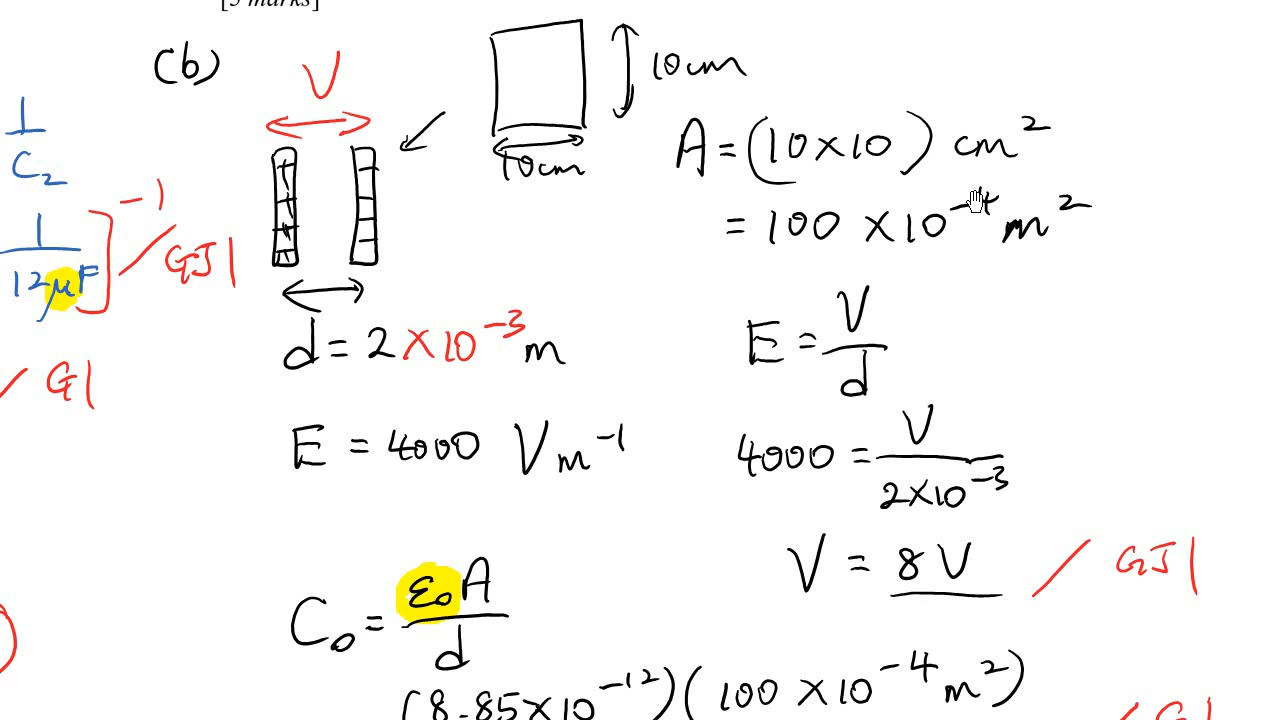 [5 marks]
(b)
V
10cm
10cm
A = (10×10) cm²
= 100 ×10⁻⁴ m²
1
C₂
1
12μF
]⁻¹
/ GJ1
d = 2 ×10⁻³ m
E = V
d
/ G1
E = 4000 Vm⁻¹
4000 = V
2×10⁻³
V = 8 V
/ GJ1
C₀ = ε₀A
d
(8.85×10⁻¹²)(100 ×10⁻⁴ m²)